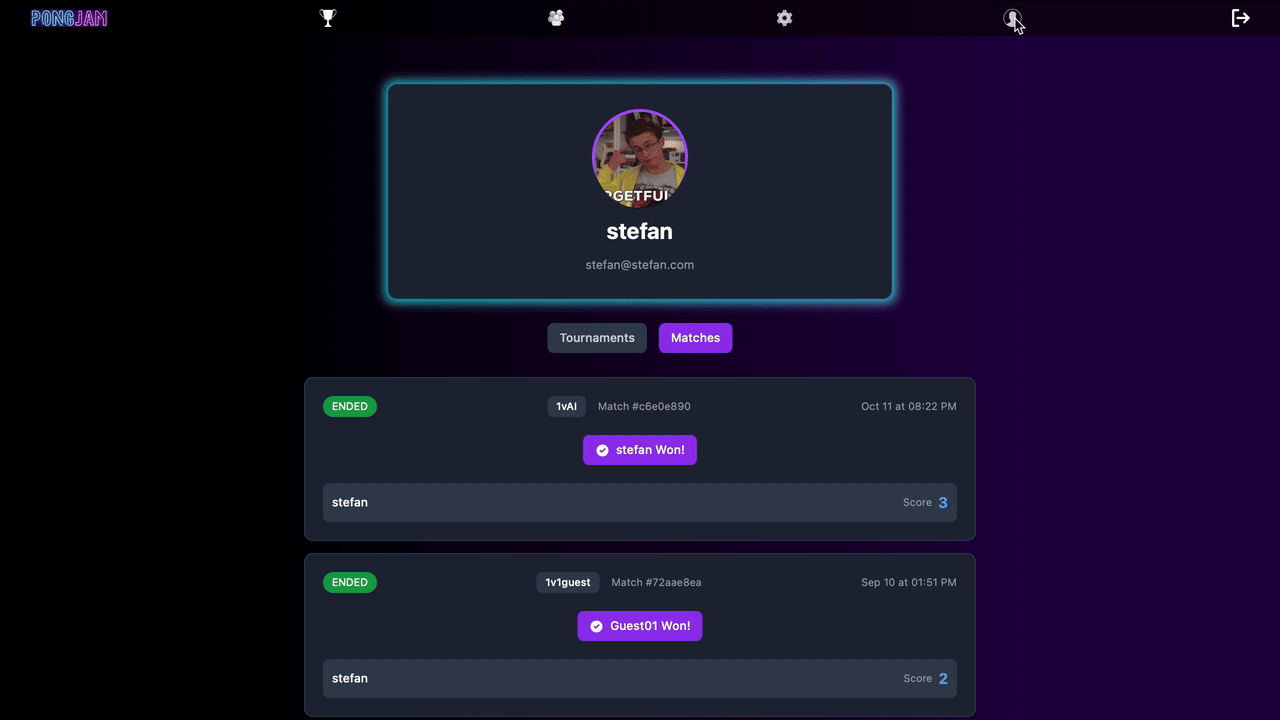 PONGJAM
RGETFUL
stefan
stefan@stefan.com
Tournaments Matches
ENDED 1vAI Match #c6e0e890 Oct 11 at 08:22 PM
stefan Won!
stefan Score 3
ENDED 1v1guest Match #72aae8ea Sep 10 at 01:51 PM
Guest01 Won!
stefan Score 2